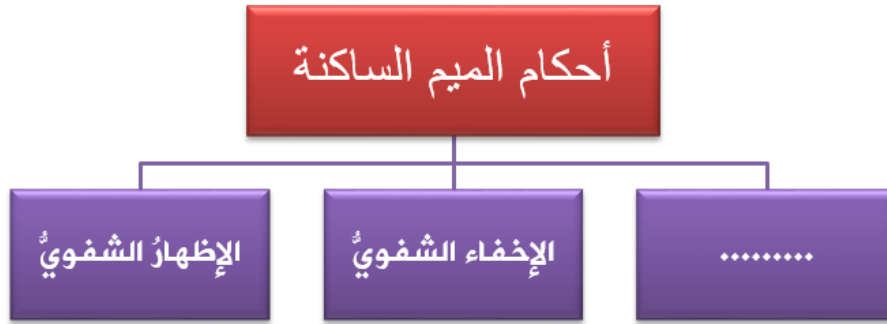 أحكام الميم الساكنة
.........
الإخفاء الشفويُّ
الإظهارُ الشفويُّ